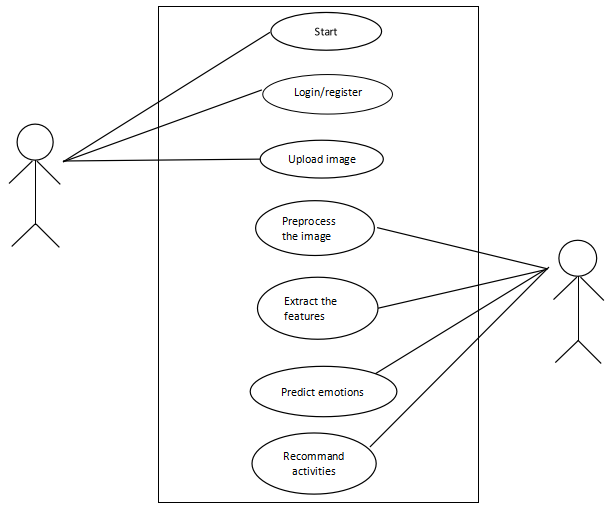 Start
Login/register
Upload image
Preprocess
the image
Extract the
features
Predict emotions
Recommand
activities